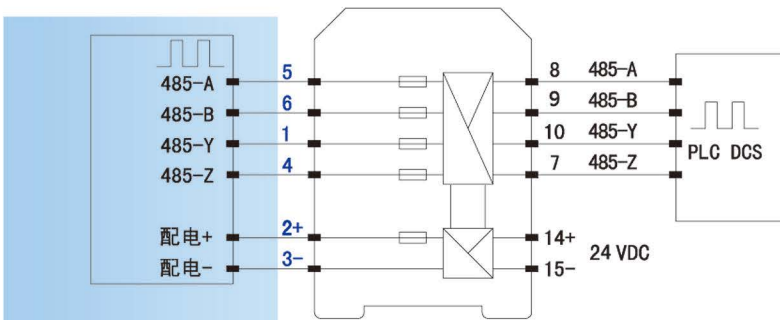 485-A 5 8 485-A
485-B 6 9 485-B
485-Y 1 10 485-Y
485-Z 4 7 485-Z
PLC DCS
配电+ 2+ 14+
配电- 3- 15-
24 VDC